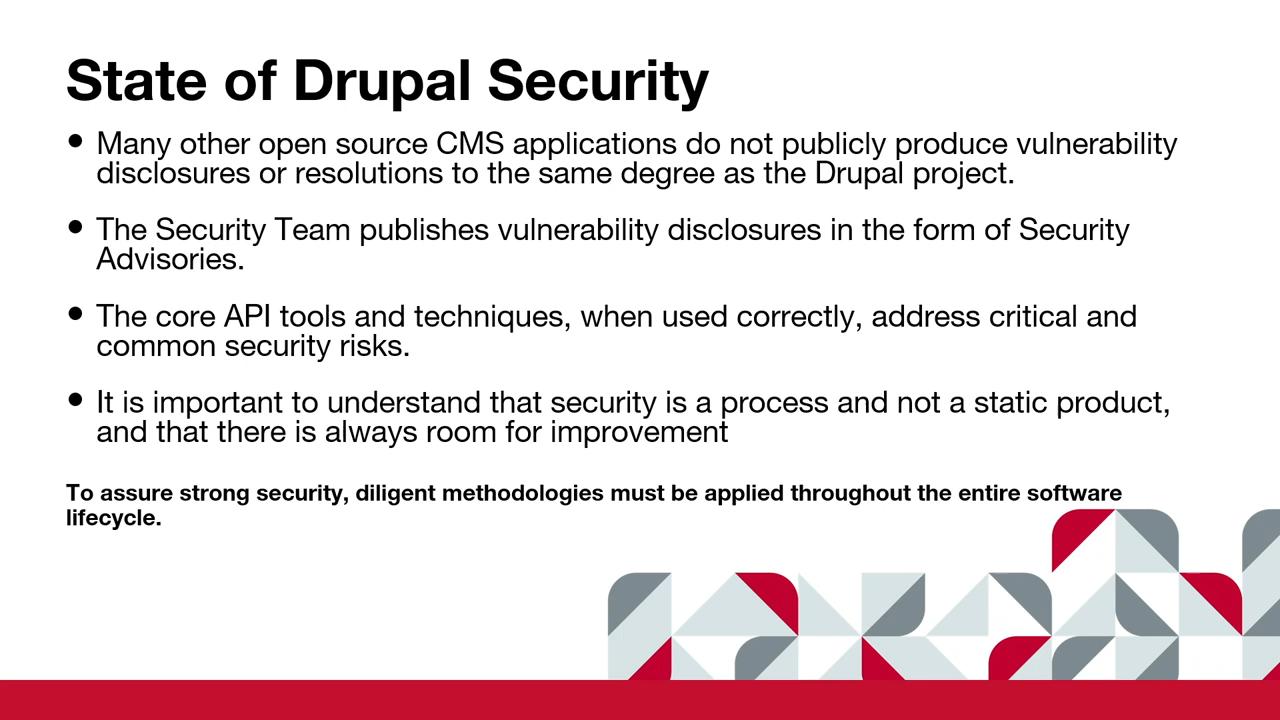 State of Drupal Security
• Many other open source CMS applications do not publicly produce vulnerability
disclosures or resolutions to the same degree as the Drupal project.
• The Security Team publishes vulnerability disclosures in the form of Security
Advisories.
• The core API tools and techniques, when used correctly, address critical and
common security risks.
• It is important to understand that security is a process and not a static product,
and that there is always room for improvement
To assure strong security, diligent methodologies must be applied throughout the entire software
lifecycle.